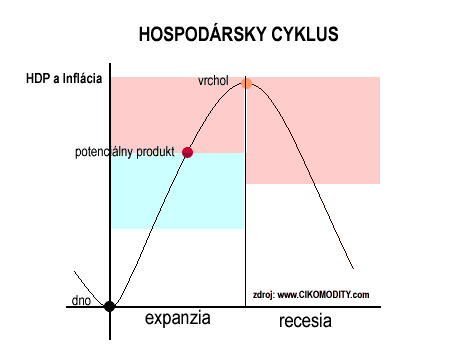 HOSPODÁRSKY CYKLUS
HDP a Inflácia
vrchol
potenciálny produkt
dno
zdroj: www.CIKOMODITY.com
expanzia
recesia